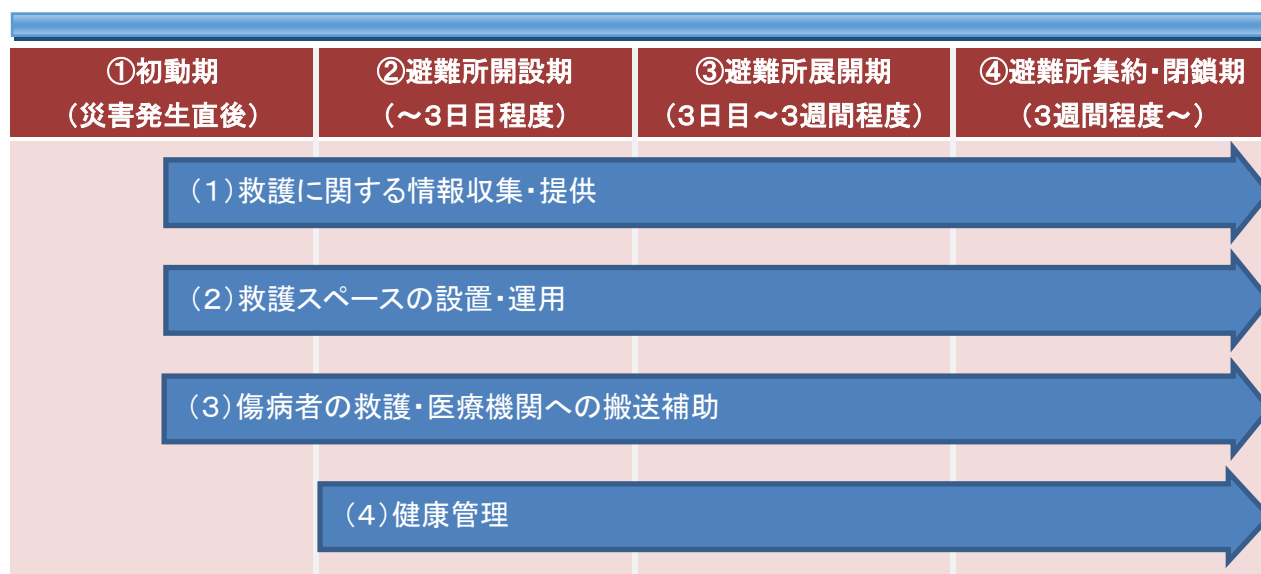 ①初動期
(災害発生直後)
②避難所開設期
(~3日目程度)
③避難所展開期
(3日目~3週間程度)
④避難所集約・閉鎖期
(3週間程度~)
(1)救護に関する情報収集・提供
(2)救護スペースの設置・運用
(3)傷病者の救護・医療機関への搬送補助
(4)健康管理